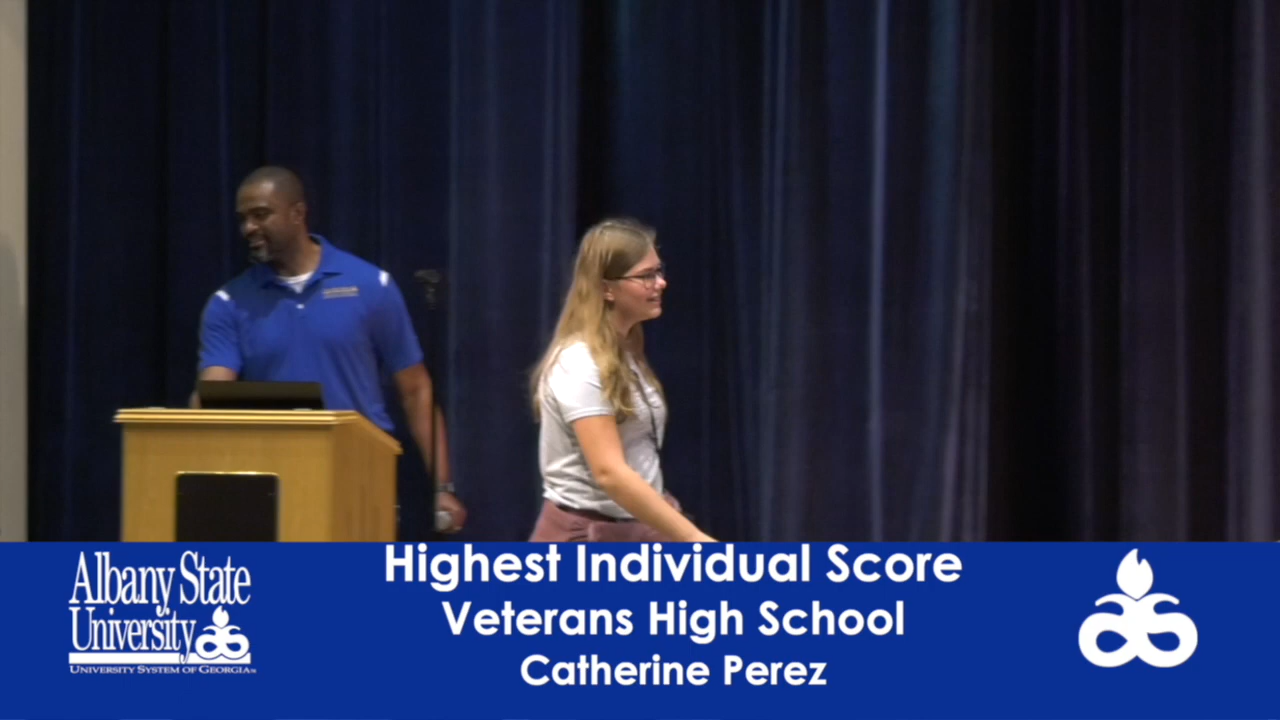 Highest Individual Score
Veterans High School
Catherine Perez
Albany State
University
UNIVERSITY SYSTEM OF GEORGIA